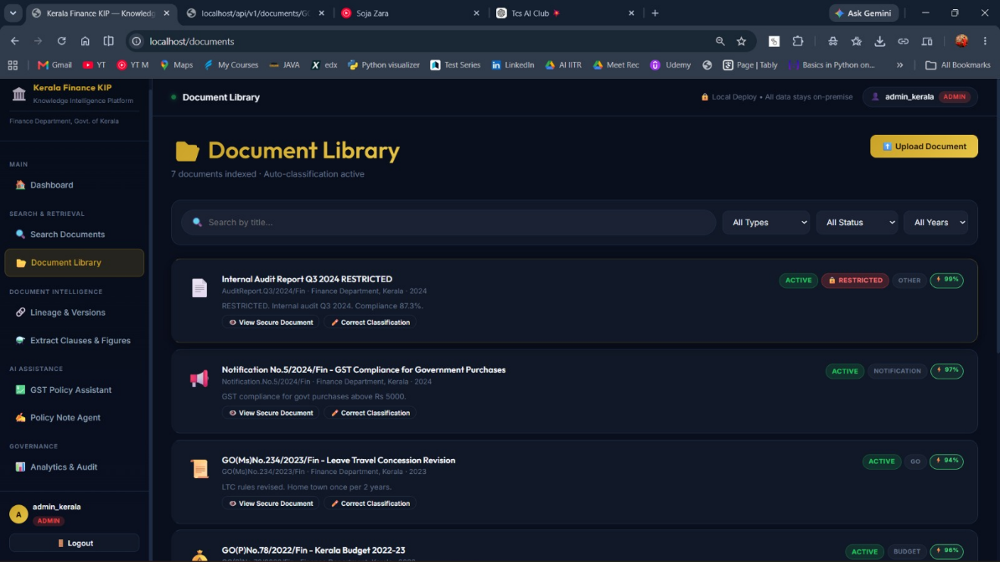 Kerala Finance KIP — Knowledg
localhost/api/v1/documents/GO
Soja Zara
Tcs AI Club
Ask Gemini
localhost/documents
Gmail
YT
YT M
Maps
My Courses
JAVA
edx
Python visualizer
Test Series
LinkedIn
AI IITR
Meet Rec
Udemy
Page | Tably
Basics in Python on...
All Bookmarks
Kerala Finance KIP
Knowledge Intelligence Platform
Finance Department, Govt. of Kerala
MAIN
Dashboard
SEARCH & RETRIEVAL
Search Documents
Document Library
DOCUMENT INTELLIGENCE
Lineage & Versions
Extract Clauses & Figures
AI ASSISTANCE
GST Policy Assistant
Policy Note Agent
GOVERNANCE
Analytics & Audit
A
admin_kerala
ADMIN
Logout
Document Library
Local Deploy • All data stays on-premise
admin_kerala ADMIN
Document Library
Upload Document
7 documents indexed · Auto-classification active
Search by title...
All Types
All Status
All Years
Internal Audit Report Q3 2024 RESTRICTED
ACTIVE RESTRICTED OTHER 99%
AuditReport.Q3/2024/Fin · Finance Department, Kerala · 2024
RESTRICTED. Internal audit Q3 2024. Compliance 87.3%.
View Secure Document Correct Classification
Notification No.5/2024/Fin - GST Compliance for Government Purchases
ACTIVE NOTIFICATION 97%
Notification.No.5/2024/Fin · Finance Department, Kerala · 2024
GST compliance for govt purchases above Rs 5000.
View Secure Document Correct Classification
GO(Ms)No.234/2023/Fin - Leave Travel Concession Revision
ACTIVE GO 94%
GO(Ms)No.234/2023/Fin · Finance Department, Kerala · 2023
LTC rules revised. Home town once per 2 years.
View Secure Document Correct Classification
GO(P)No.78/2022/Fin - Kerala Budget 2022-23
ACTIVE BUDGET 96%